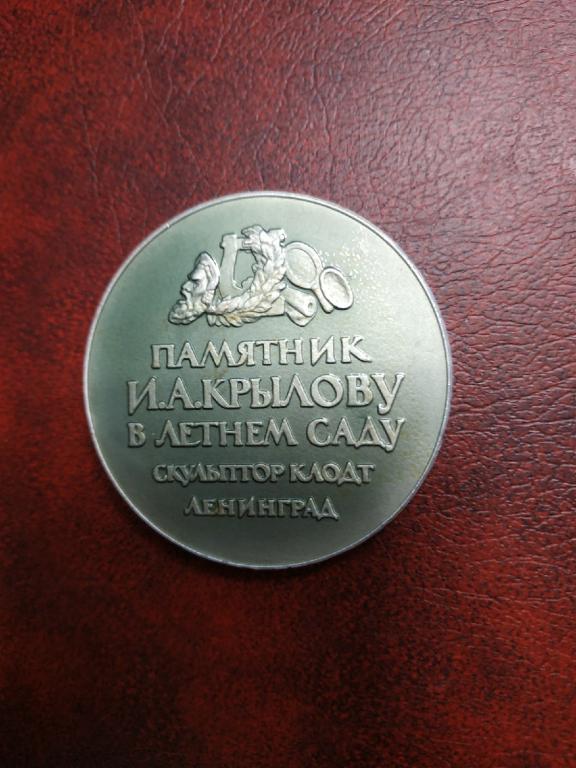 ПАМЯТНИК
И.А.КРЫЛОВУ
В ЛЕТНЕМ САДУ
СКУЛЬПТОР КЛОДТ
ЛЕНИНГРАД